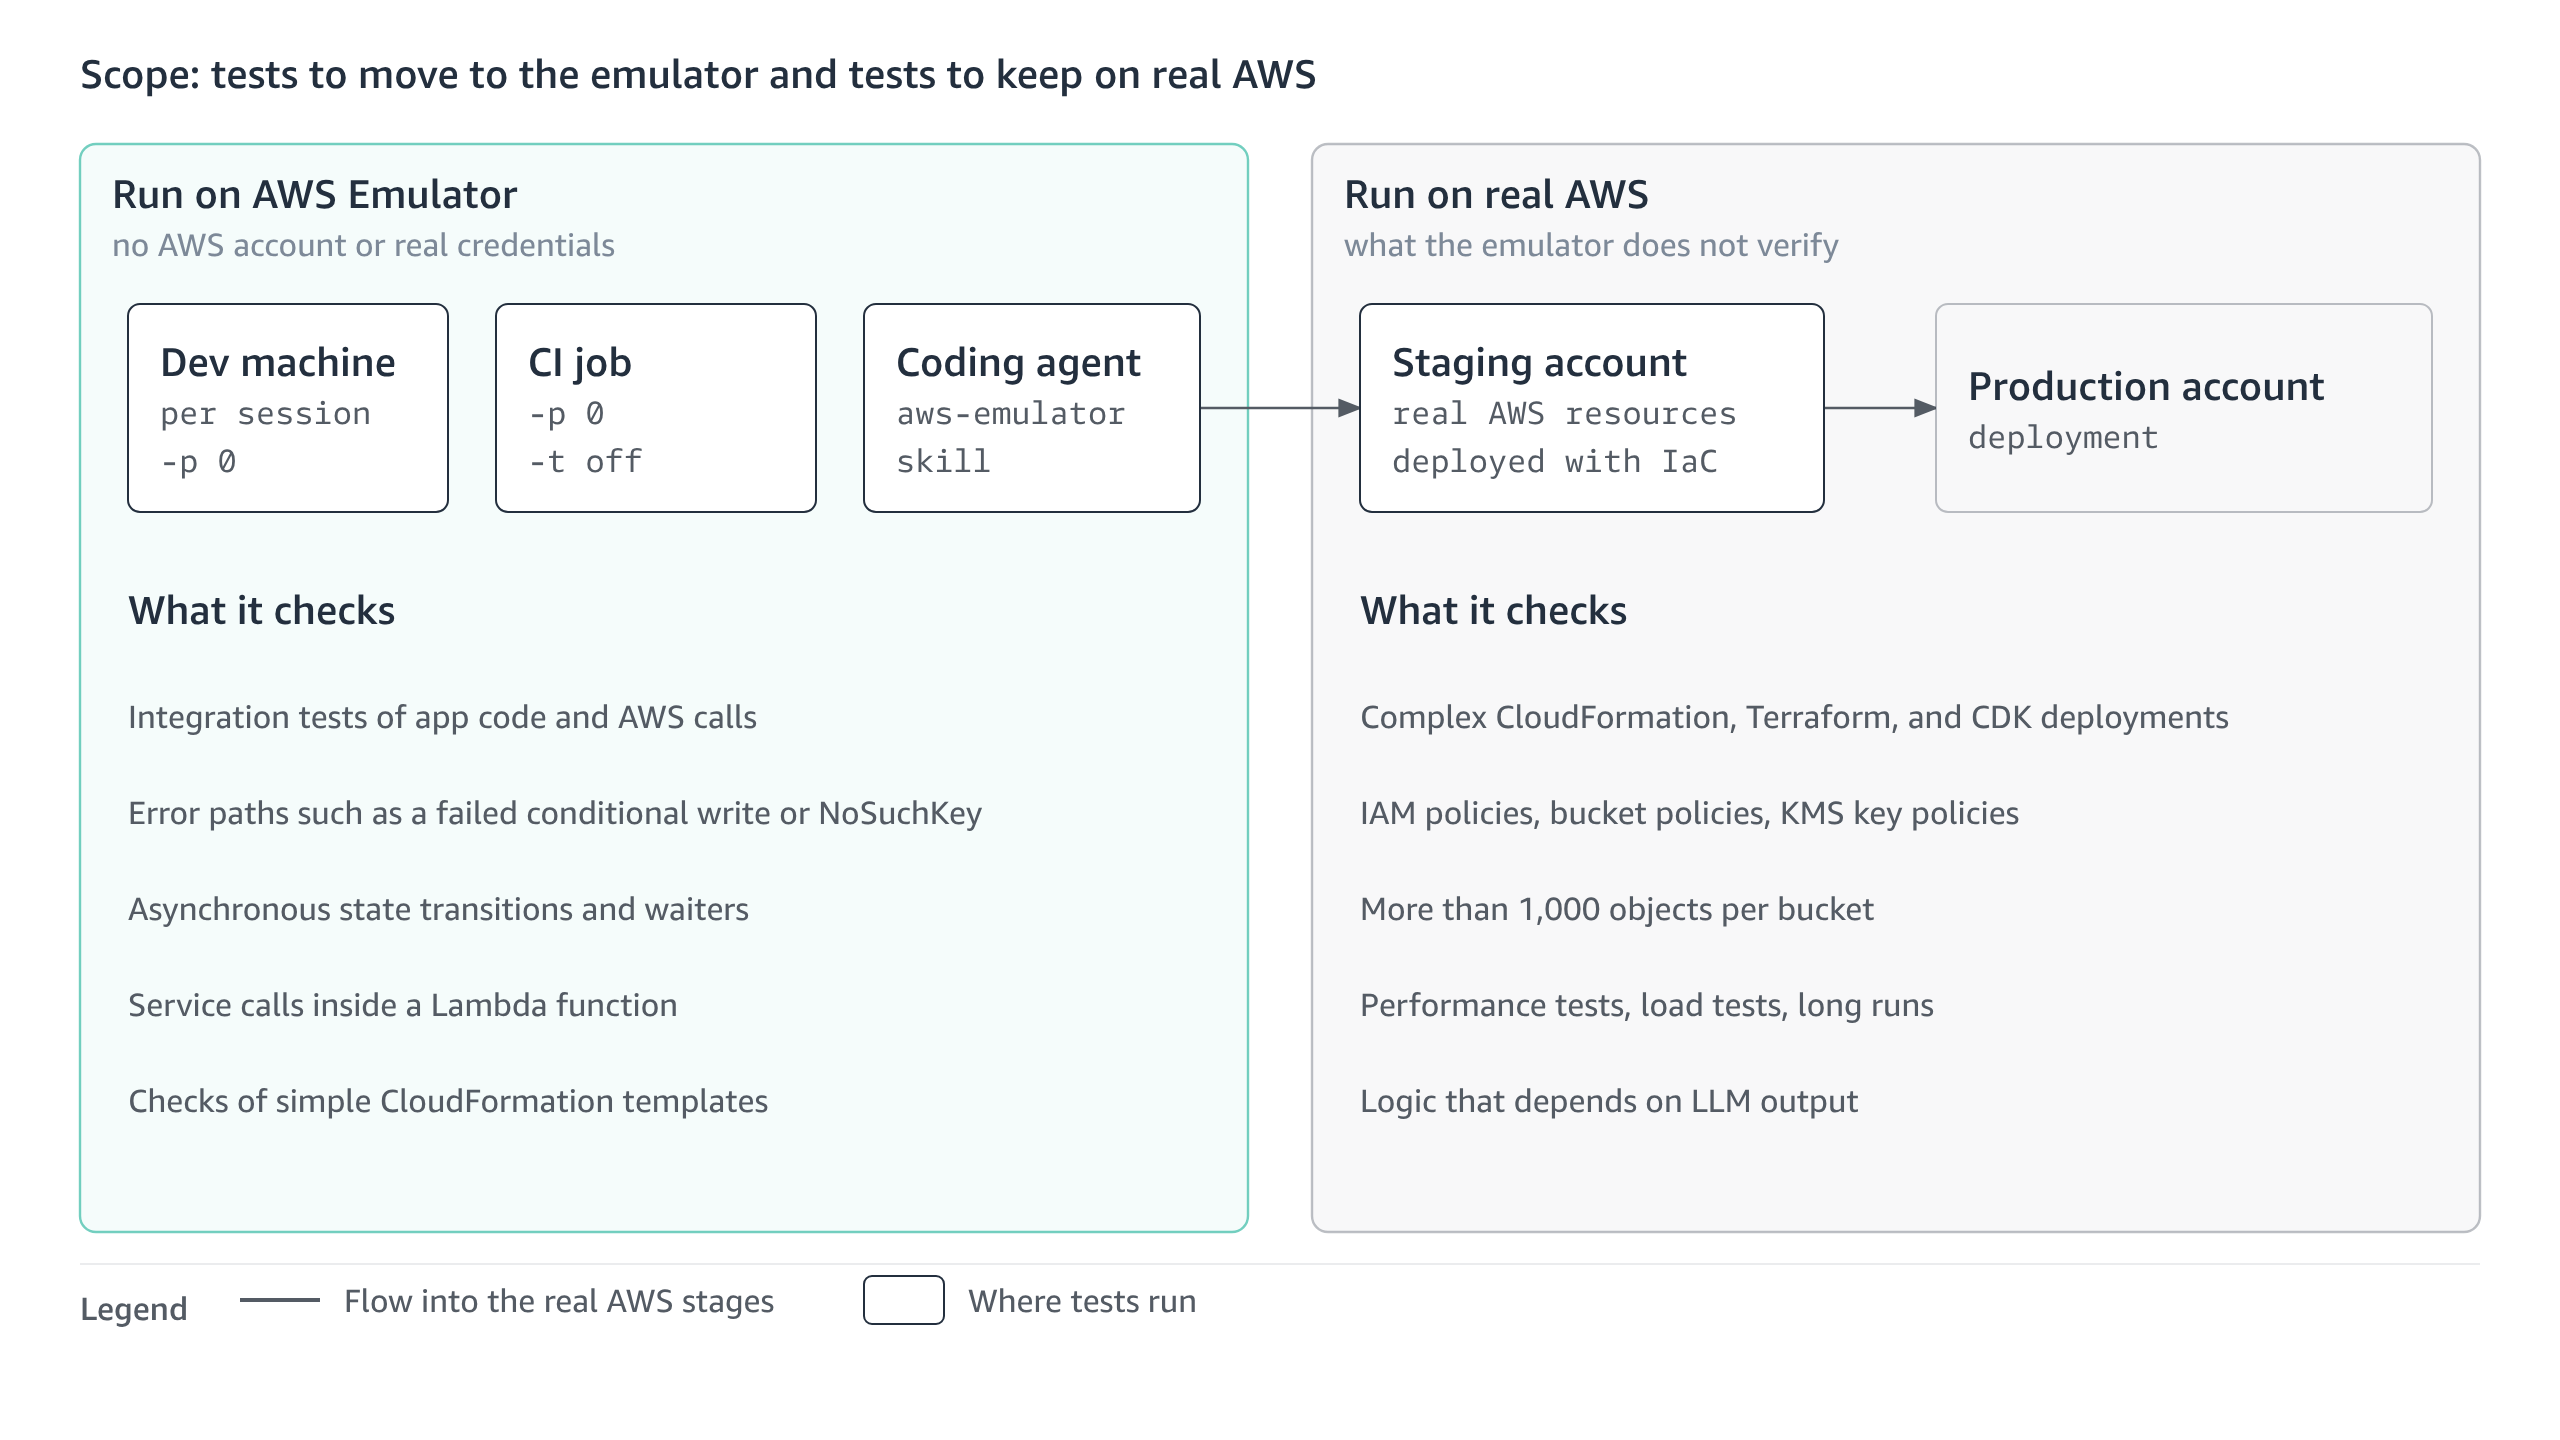 Scope: tests to move to the emulator and tests to keep on real AWS
Run on AWS Emulator
no AWS account or real credentials
Dev machine
per session
-p 0
CI job
-p 0
-t off
Coding agent
aws-emulator
skill
What it checks
Integration tests of app code and AWS calls
Error paths such as a failed conditional write or NoSuchKey
Asynchronous state transitions and waiters
Service calls inside a Lambda function
Checks of simple CloudFormation templates
Run on real AWS
what the emulator does not verify
Staging account
real AWS resources
deployed with IaC
Production account
deployment
What it checks
Complex CloudFormation, Terraform, and CDK deployments
IAM policies, bucket policies, KMS key policies
More than 1,000 objects per bucket
Performance tests, load tests, long runs
Logic that depends on LLM output
Legend
Flow into the real AWS stages
Where tests run